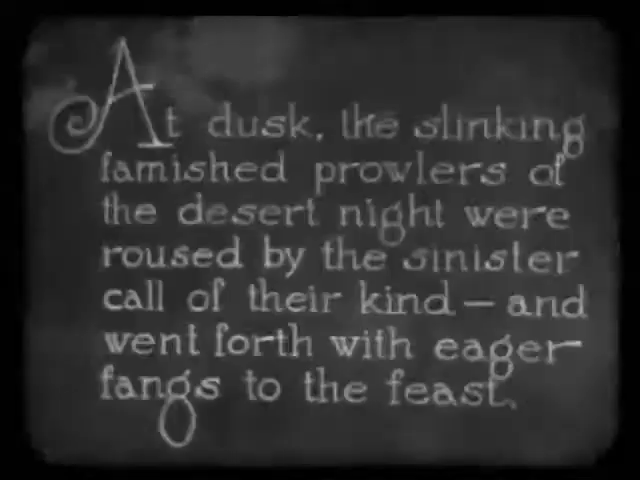 At dusk, the slinking
famished prowlers of
the desert night were
roused by the sinister
call of their kind — and
went forth with eager
fangs to the feast.